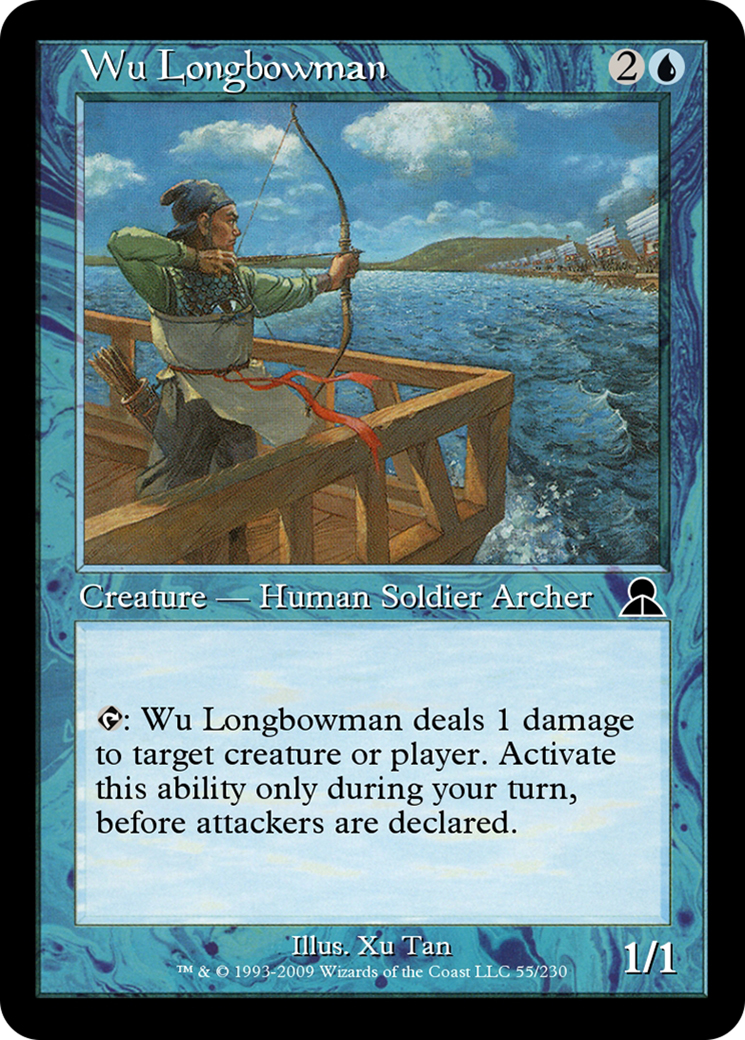 Wu Longbowman 2
Creature — Human Soldier Archer
: Wu Longbowman deals 1 damage
to target creature or player. Activate
this ability only during your turn,
before attackers are declared.
Illus. Xu Tan
™ & © 1993-2009 Wizards of the Coast LLC 55/230
1/1